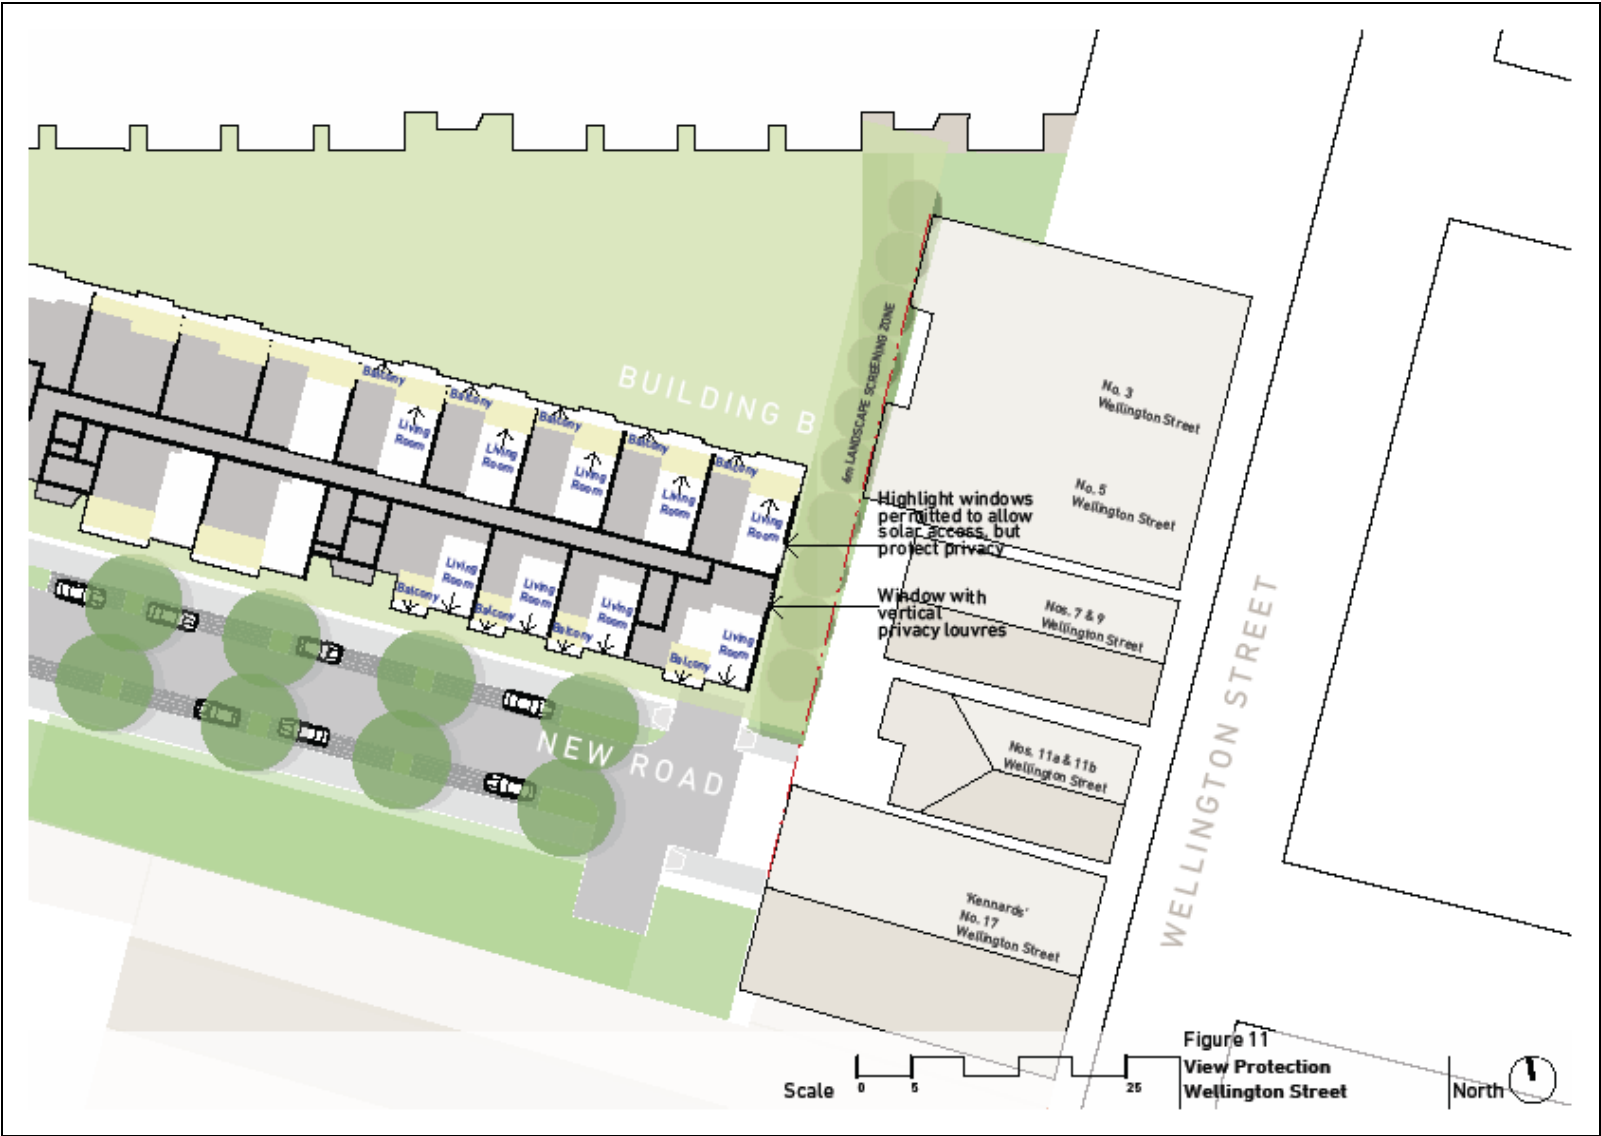 BUILDING B
6m LANDSCAPE SCREENING ZONE
No. 3
Wellington Street
No. 5
Wellington Street
Balcony
Balcony
Balcony
Balcony
Balcony
Living
Room
Living
Room
Living
Room
Living
Room
Living
Room
Highlight windows
permitted to allow
solar access, but
protect privacy
Window with
vertical
privacy louvres
Living
Room
Living
Room
Living
Room
Living
Room
Balcony
Balcony
Balcony
Balcony
Nos. 7 & 9
Wellington Street
Nos. 11a & 11b
Wellington Street
NEW ROAD
WELLINGTON STREET
'Kennards'
No. 17
Wellington Street
Figure 11
View Protection
Wellington Street
Scale
0 5 25
North